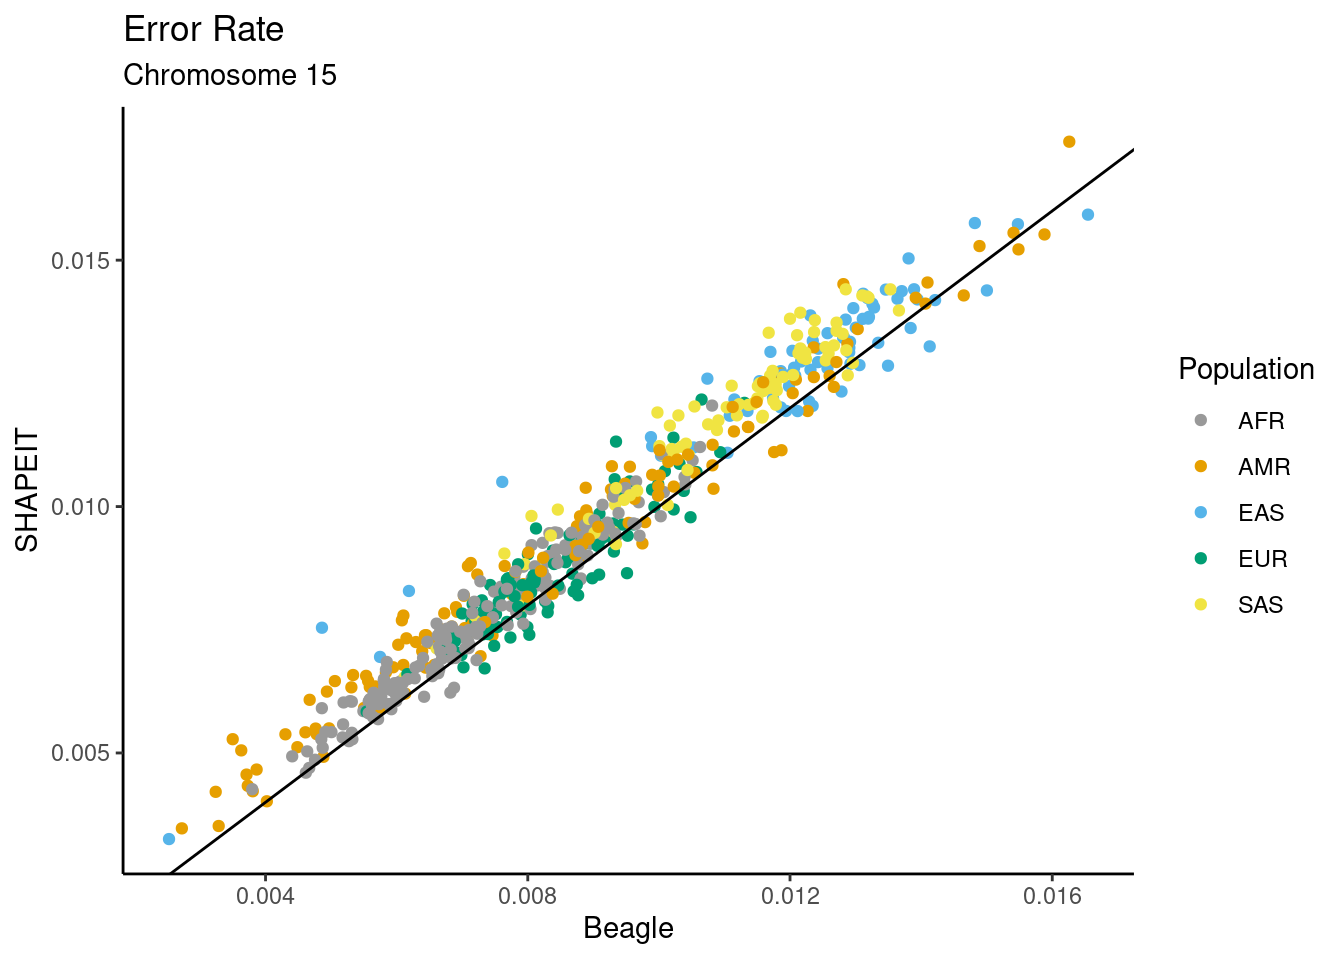 Error Rate
Chromosome 15
SHAPEIT
0.015
0.010
0.005
0.004
0.008
0.012
0.016
Beagle
Population
AFR
AMR
EAS
EUR
SAS